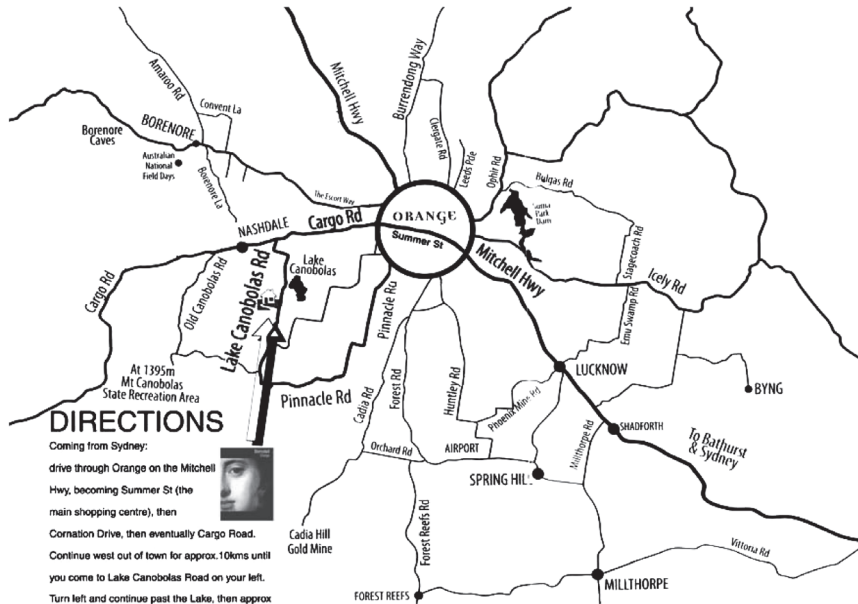 Amaroo Rd
Convent La
BORENORE
Borenore
Caves
Australian
National
Field Days
Borenore La
Mitchell Hwy
Burrendong Way
Clergate Rd
Leeds Pde
Ophir Rd
Bulgas Rd
Suma
Park
Dam
The Escort Way
NASHDALE
Cargo Rd
ORANGE
Summer St
Mitchell Hwy
Stagecoach Rd
Icely Rd
Emu Swamp Rd
Cargo Rd
Old Canobolas Rd
Lake Canobolas Rd
Lake
Canobolas
Pinnacle Rd
Pinnacle Rd
At 1395m
Mt Canobolas
State Recreation Area
Cadia Rd
Forest Rd
Huntley Rd
Phoenix Mine Rd
LUCKNOW
BYNG
SHADFORTH
Millthorpe Rd
To Bathurst
& Sydney
Orchard Rd
AIRPORT
SPRING HILL
Cadia Hill
Gold Mine
Forest Reefs Rd
FOREST REEFS
Vittoria Rd
MILLTHORPE
DIRECTIONS
Coming from Sydney:
drive through Orange on the Mitchell
Hwy, becoming Summer St (the
main shopping centre), then
Cornation Drive, then eventually Cargo Road.
Continue west out of town for approx.10kms until
you come to Lake Canobolas Road on your left.
Turn left and continue past the Lake, then approx